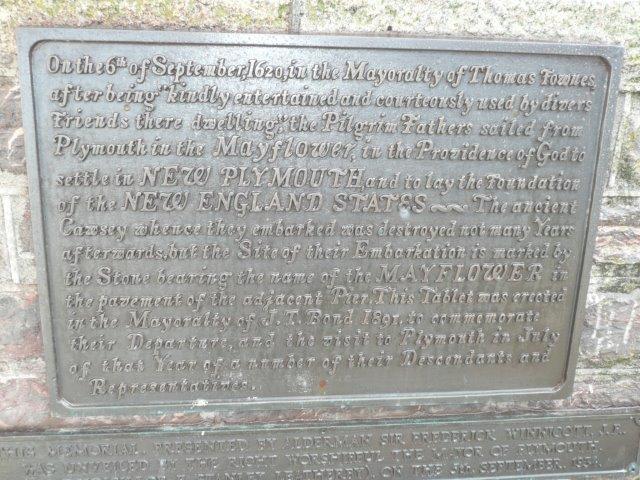 On the 6th of September, 1620, in the Mayoralty of Thomas Fownes,
after being "kindly entertained and courteously used by divers
Friends there dwelling," the Pilgrim Fathers sailed from
Plymouth in the Mayflower, in the Providence of God to
settle in NEW PLYMOUTH, and to lay the Foundation
of the NEW ENGLAND STATES ~~ The ancient
Cawsey whence they embarked was destroyed not many Years
afterwards, but the Site of their Embarkation is marked by
the Stone bearing the name of the MAYFLOWER in
the pavement of the adjacent Pier. This Tablet was erected
in the Mayoralty of J.T. Bond 1891, to commemorate
their Departure, and the visit to Plymouth in July
of that Year of a number of their Descendants and
Representatives.
THIS MEMORIAL, PRESENTED BY ALDERMAN SIR FREDERICK WINNICOTT, J.P.
WAS UNVEILED BY THE RIGHT WORSHIPFUL THE MAYOR OF PLYMOUTH
LEATHERBY), ON THE 5TH SEPTEMBER,